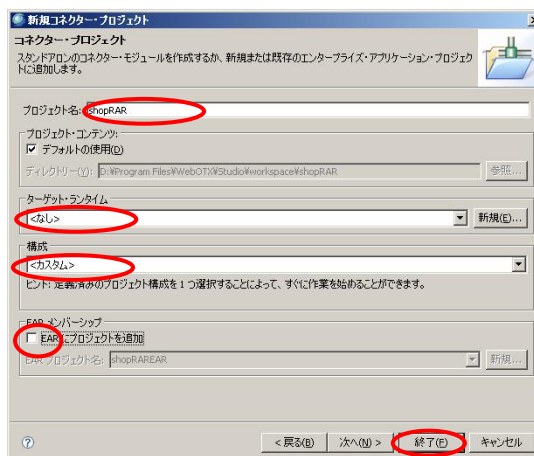 新規コネクター・プロジェクト
コネクター・プロジェクト
スタンドアロンのコネクター・モジュールを作成するか、新規または既存のエンタープライズ・アプリケーション・プロジェク
トに追加します。
プロジェクト名: shopRAR
プロジェクト・コンテンツ:
デフォルトの使用(D)
ディレクトリー(Y): D:¥Program Files¥WebOTX¥Studio¥workspace¥shopRAR 参照...
ターゲット・ランタイム
<なし> 新規(E)...
構成
<カスタム>
ヒント: 定義済みのプロジェクト構成を 1 つ選択することによって、すぐに作業を始めることができます。
EAR メンバーシップ
EAR にプロジェクトを追加
EAR プロジェクト名: shopRAREAR 新規...
< 戻る(B) 次へ(N) > 終了(F) キャンセル